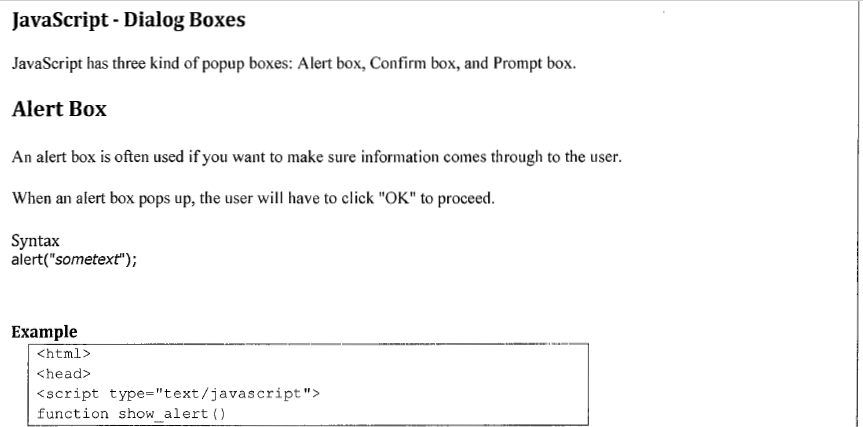 JavaScript - Dialog Boxes
JavaScript has three kind of popup boxes: Alert box, Confirm box, and Prompt box.
Alert Box
An alert box is often used if you want to make sure information comes through to the user.
When an alert box pops up, the user will have to click "OK" to proceed.
Syntax
alert("sometext");
Example
<html>
<head>
<script type="text/javascript">
function show_alert()